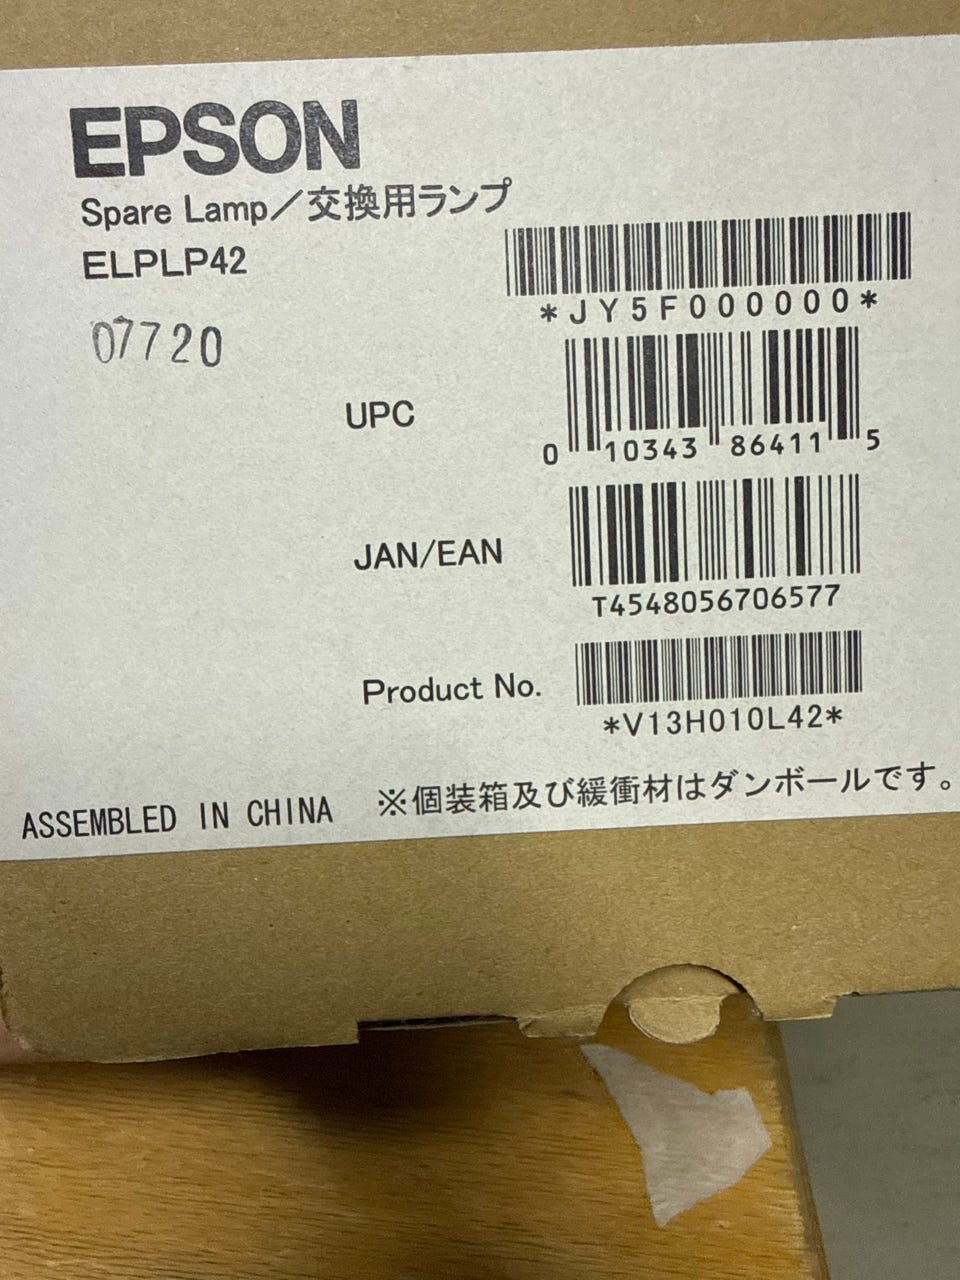 EPSON
Spare Lamp／交換用ランプ
ELPLP42
*JY5F000000*
07720
UPC
0 10343 86411 5
JAN/EAN
T4548056706577
Product No.
*V13H010L42*
ASSEMBLED IN CHINA ※個装箱及び緩衝材はダンボールです。